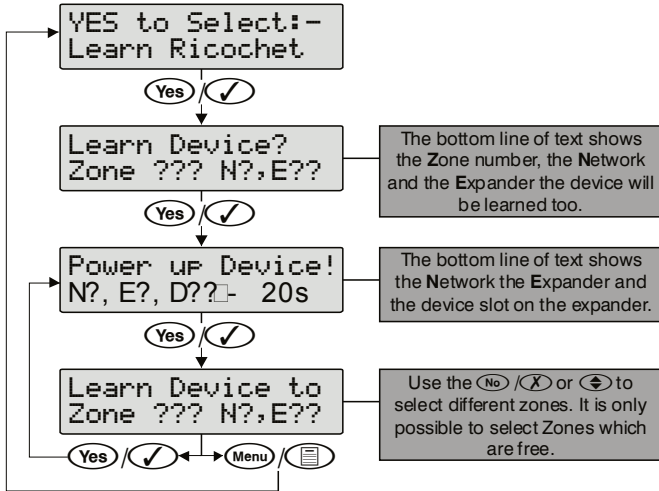 YES to Select:-
Learn Ricochet
Yes / ✓
Learn Device?
Zone ??? N?,E??
The bottom line of text shows
the Zone number, the Network
and the Expander the device will
be learned too.
Yes / ✓
Power up Device!
N?, E?, D??□- 20s
The bottom line of text shows
the Network the Expander and
the device slot on the expander.
Yes / ✓
Learn Device to
Zone ??? N?,E??
Use the No / ✗ or to
select different zones. It is only
possible to select Zones which
are free.
Yes / ✓ Menu /